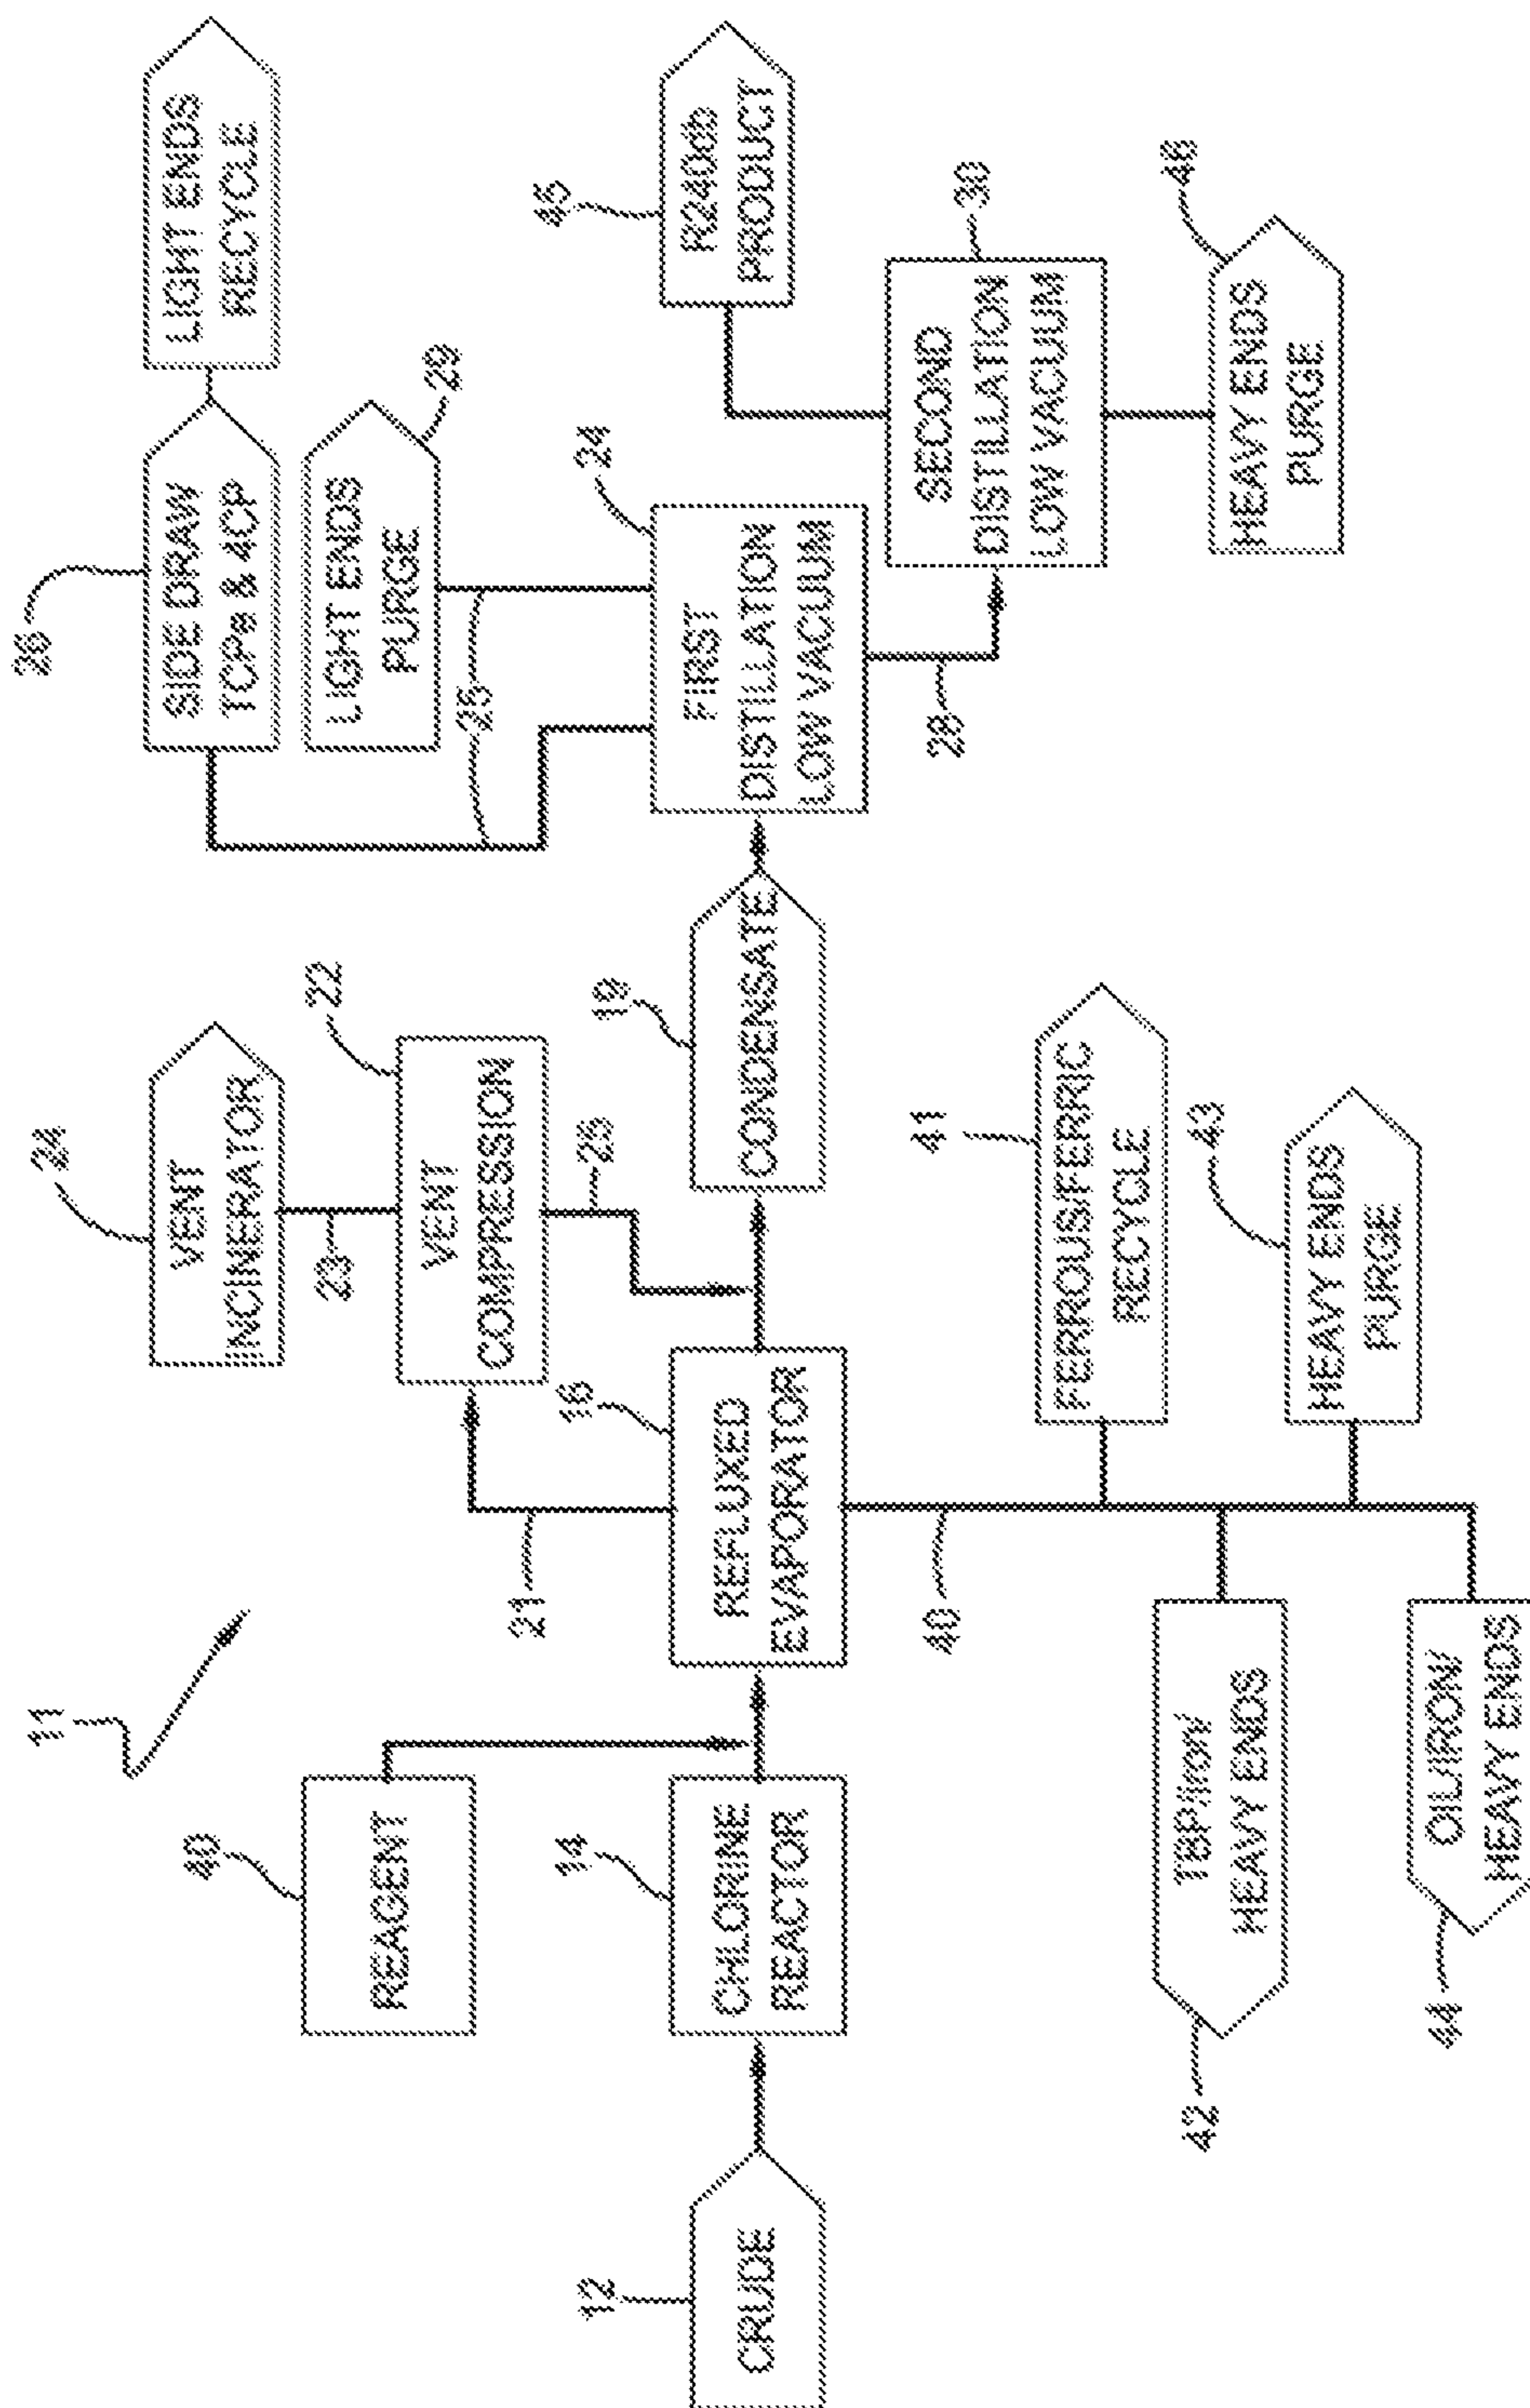 11
26
SIDE DRAW
TCPs & 4CP
LIGHT ENDS
RECYCLE
24
VENT
INCINERATOR
LIGHT ENDS
PURGE
29
23
22
VENT
COMPRESSION
25
40
REAGENT
21
25
45
R240db
PRODUCT
14
CHLORINE
REACTOR
16
REFLUXED
EVAPORATOR
19
CONDENSATE
24
FIRST
DISTILLATION
LOW VACUUM
12
CRUDE
28
30
SECOND
DISTILLATION
LOW VACUUM
40
41
FERROUS/FERRIC
RECYCLE
42
TBP/iron/
HEAVY ENDS
43
HEAVY ENDS
PURGE
46
HEAVY ENDS
PURGE
44
OIL/IRON/
HEAVY ENDS